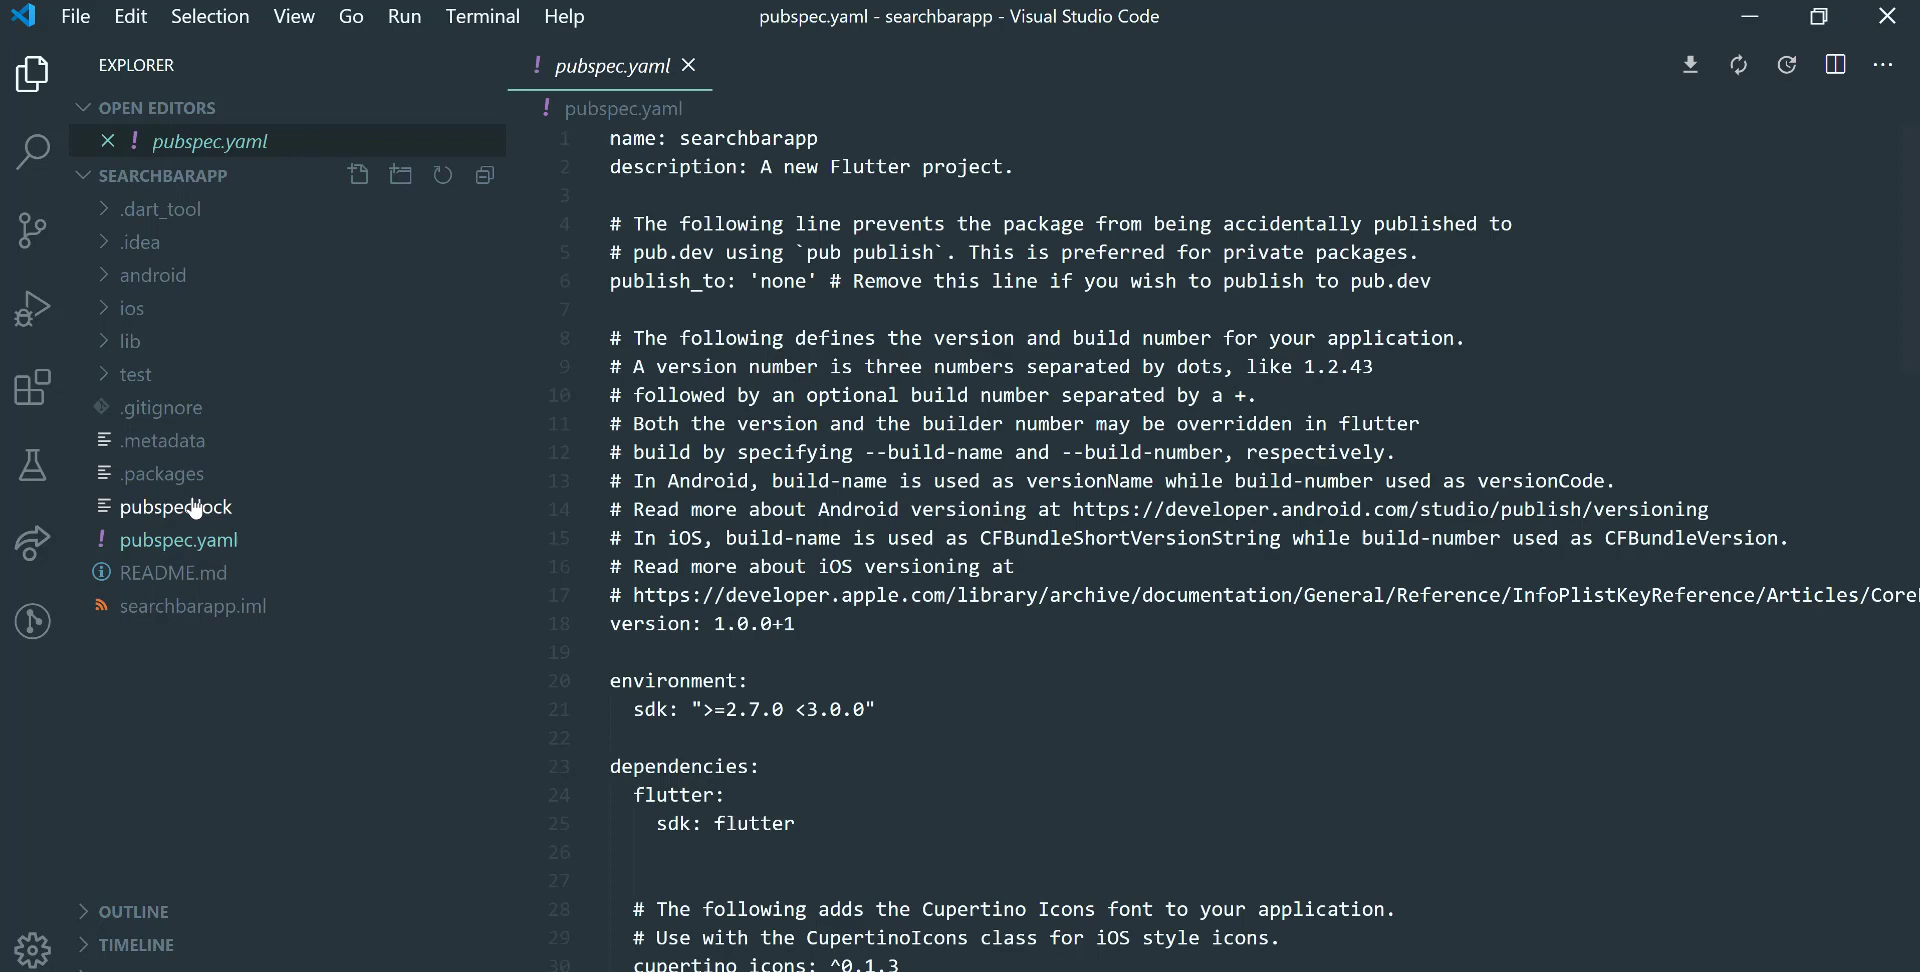 File Edit Selection View Go Run Terminal Help
pubspec.yaml - searchbarapp - Visual Studio Code
EXPLORER
OPEN EDITORS
! pubspec.yaml
SEARCHBARAPP
.dart_tool
.idea
android
ios
lib
test
.gitignore
.metadata
.packages
! pubspec.yaml
README.md
searchbarapp.iml
OUTLINE
TIMELINE
! pubspec.yaml
! pubspec.yaml
1 name: searchbarapp
2 description: A new Flutter project.
3
4 # The following line prevents the package from being accidentally published to
5 # pub.dev using `pub publish`. This is preferred for private packages.
6 publish_to: 'none' # Remove this line if you wish to publish to pub.dev
7
8 # The following defines the version and build number for your application.
9 # A version number is three numbers separated by dots, like 1.2.43
10 # followed by an optional build number separated by a +.
11 # Both the version and the builder number may be overridden in flutter
12 # build by specifying --build-name and --build-number, respectively.
13 # In Android, build-name is used as versionName while build-number used as versionCode.
14 # Read more about Android versioning at https://developer.android.com/studio/publish/versioning
15 # In iOS, build-name is used as CFBundleShortVersionString while build-number used as CFBundleVersion.
16 # Read more about iOS versioning at
17 # https://developer.apple.com/library/archive/documentation/General/Reference/InfoPlistKeyReference/Articles/Core
18 version: 1.0.0+1
19
20 environment:
21 sdk: ">=2.7.0 <3.0.0"
22
23 dependencies:
24 flutter:
25 sdk: flutter
26
27
28 # The following adds the Cupertino Icons font to your application.
29 # Use with the CupertinoIcons class for iOS style icons.
30 cupertino_icons: ^0.1.3